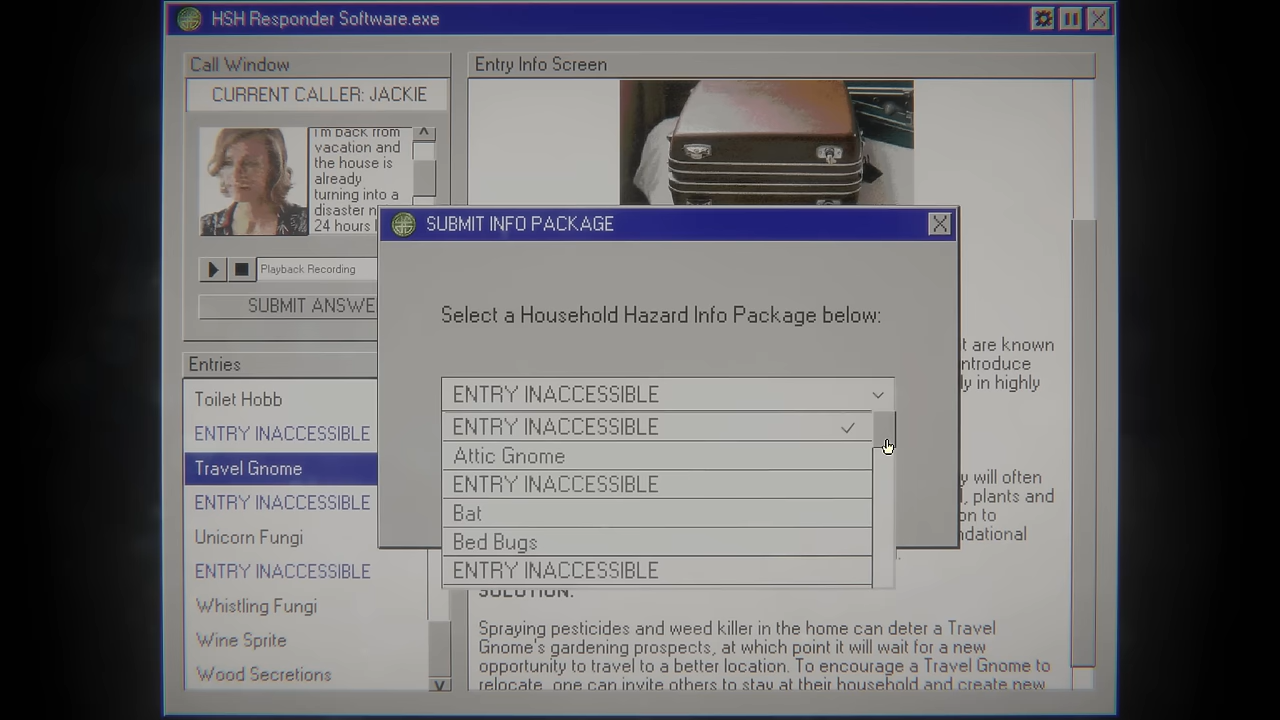 HSH Responder Software.exe
Call Window
CURRENT CALLER: JACKIE
I'm back from
vacation and
the house is
already
turning into a
disaster
24 hours
Playback Recording
SUBMIT
Entries
Toilet Hobb
ENTRY INACCESSIBLE
Travel Gnome
ENTRY INACCESSIBLE
Unicorn Fungi
ENTRY INACCESSIBLE
Whistling Fungi
Wine Sprite
Wood Secretions
Entry Info Screen
SUBMIT INFO PACKAGE
Select a Household Hazard Info Package below:
ENTRY INACCESSIBLE
ENTRY INACCESSIBLE
Attic Gnome
ENTRY INACCESSIBLE
Bat
Bed Bugs
ENTRY INACCESSIBLE
are known
in highly
will often
plants and
to
SOLUTION:
Spraying pesticides and weed killer in the home can deter a Travel
Gnome's gardening prospects, at which point it will wait for a new
opportunity to travel to a better location. To encourage a Travel Gnome to
relocate, one can invite others to stay at their household and create new